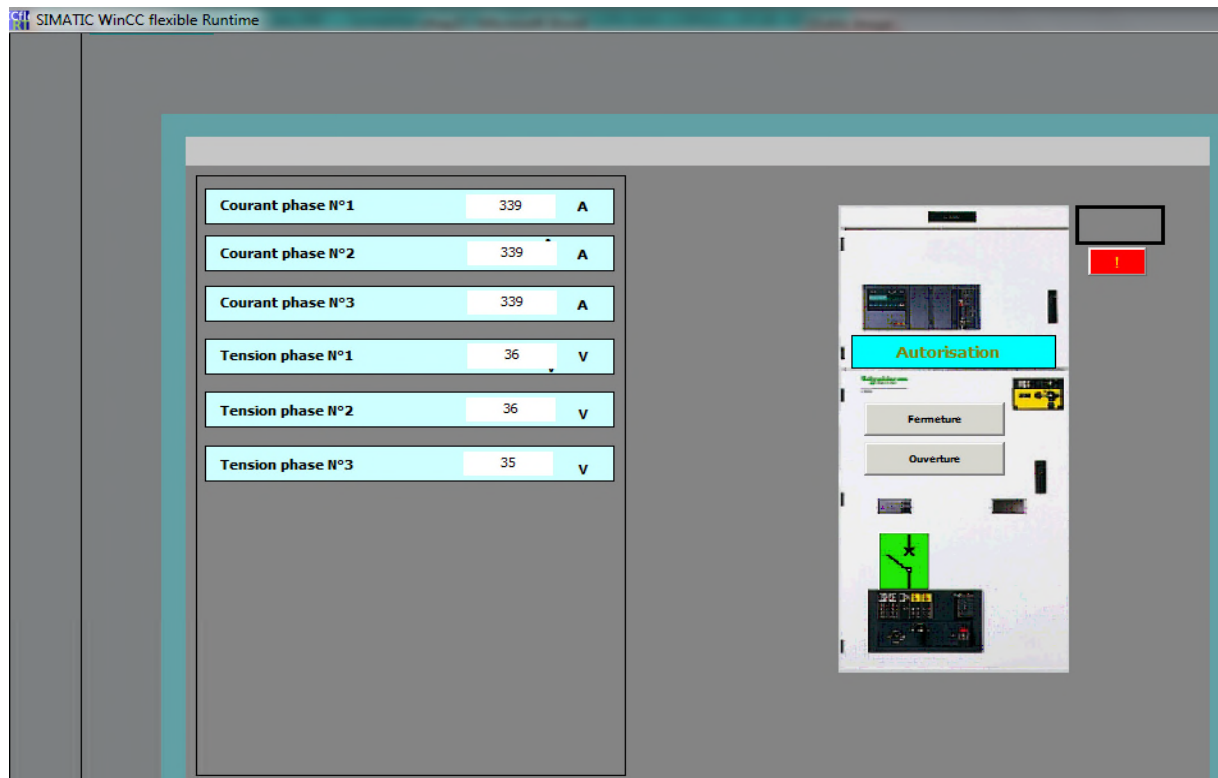 SIMATIC WinCC flexible Runtime
Courant phase N°1 339 A
Courant phase N°2 339 A
Courant phase N°3 339 A
Tension phase N°1 36 V
Tension phase N°2 36 V
Tension phase N°3 35 V
!
Autorisation
Fermeture
Ouverture